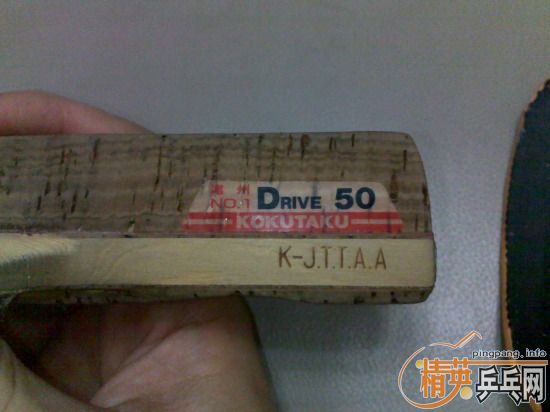 NO.1 DRIVE 50
KOKUTAKU
K-J.T.T.A.A
pingpang.info
精英乒乓网